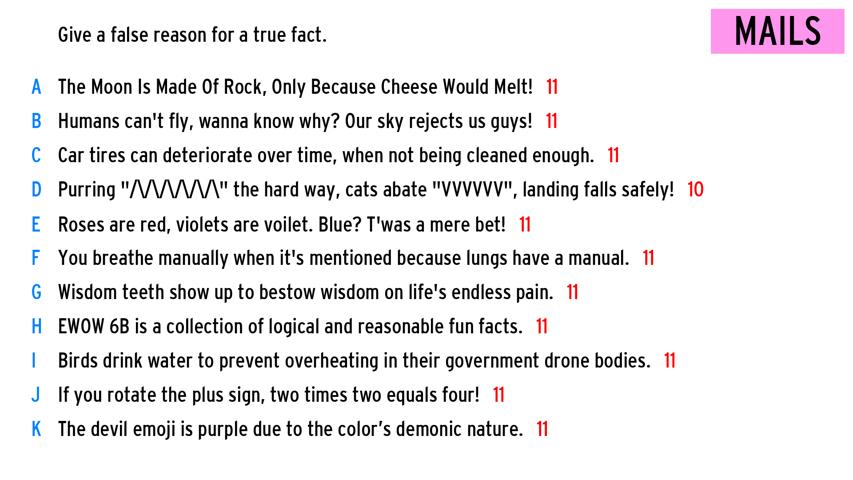 Give a false reason for a true fact.
MAILS
A The Moon Is Made Of Rock, Only Because Cheese Would Melt! 11
B Humans can't fly, wanna know why? Our sky rejects us guys! 11
C Car tires can deteriorate over time, when not being cleaned enough. 11
D Purring "/\/\/\/\/\/\/\" the hard way, cats abate "VVVVVV", landing falls safely! 10
E Roses are red, violets are voilet. Blue? T'was a mere bet! 11
F You breathe manually when it's mentioned because lungs have a manual. 11
G Wisdom teeth show up to bestow wisdom on life's endless pain. 11
H EWOW 6B is a collection of logical and reasonable fun facts. 11
I Birds drink water to prevent overheating in their government drone bodies. 11
J If you rotate the plus sign, two times two equals four! 11
K The devil emoji is purple due to the color’s demonic nature. 11